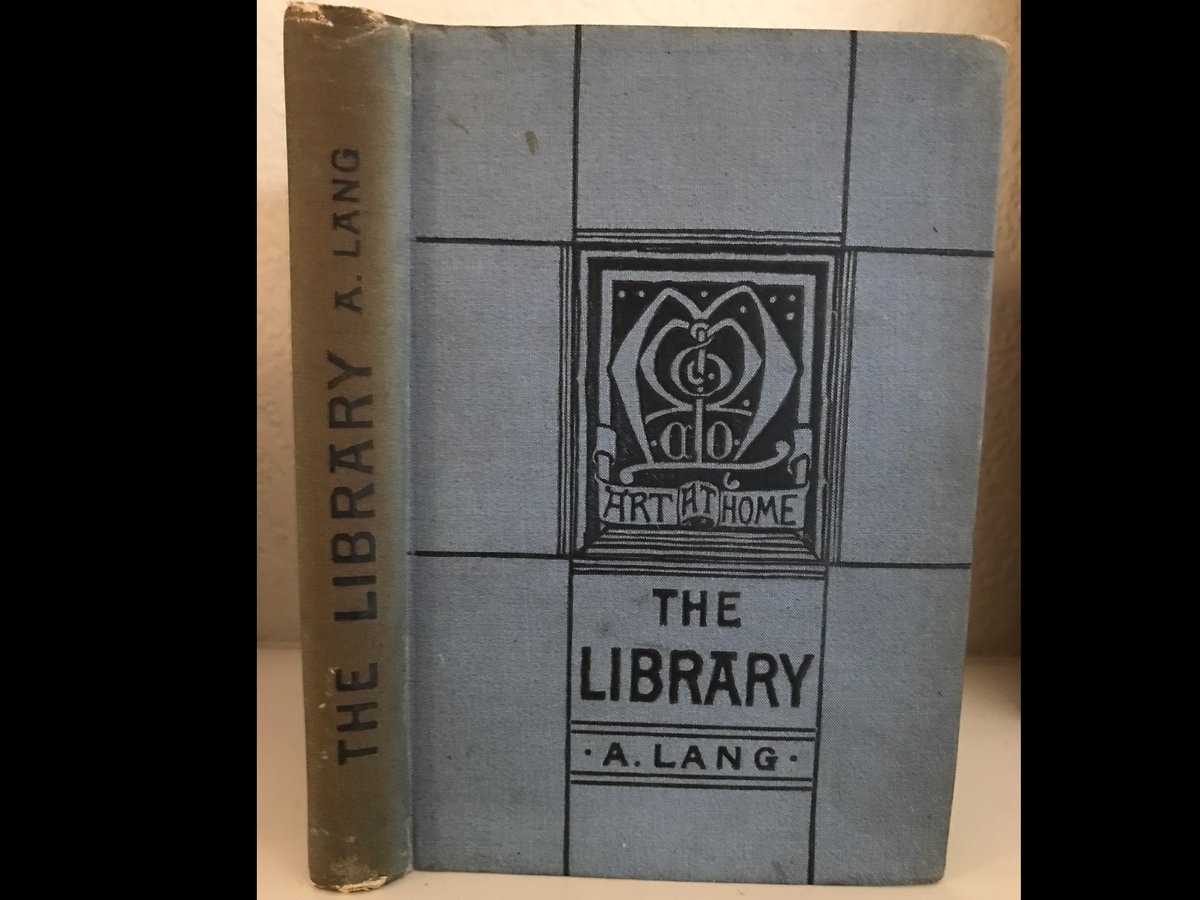 THE LIBRARY A. LANG
ART AT HOME
THE
LIBRARY
· A. LANG ·